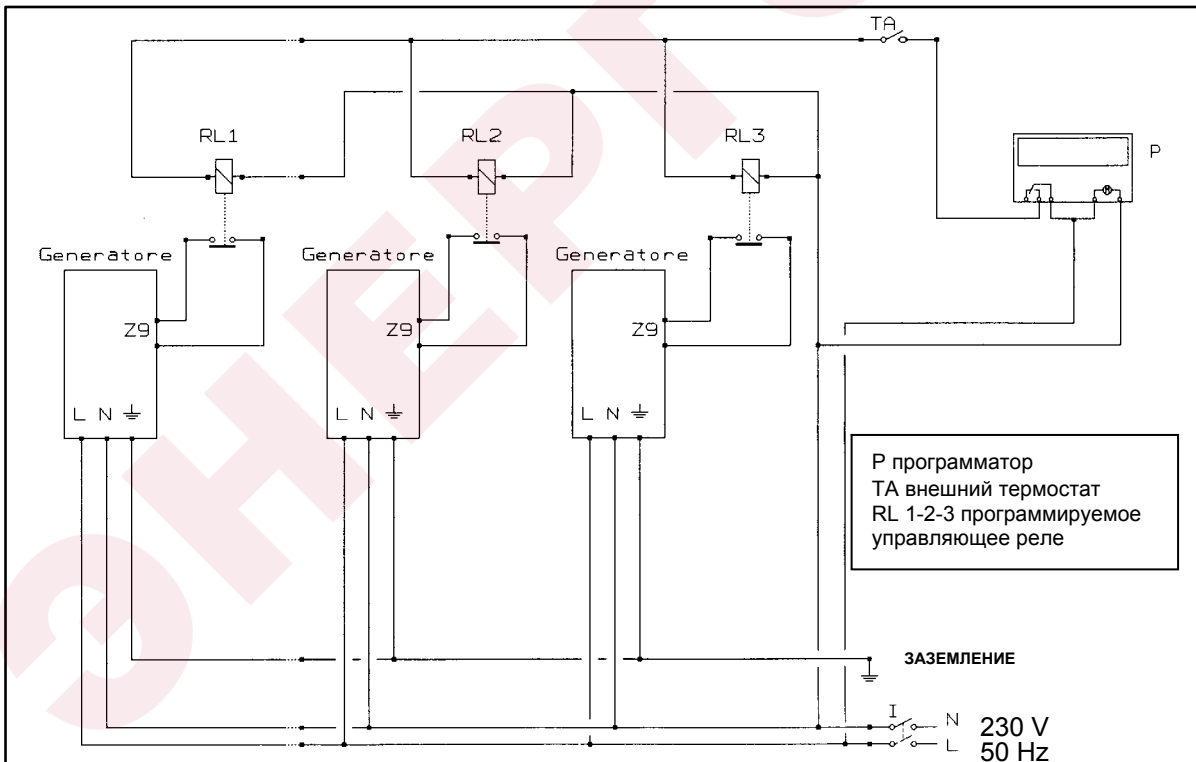 TA
RL1
RL2
RL3
P
M
Generatore
Generatore
Generatore
Z9
Z9
Z9
L N
L N
L N
P программатор
TA внешний термостат
RL 1-2-3 программируемое
управляющее реле
ЗАЗЕМЛЕНИЕ
I
N
L
230 V
50 Hz
ЭНЕРГ